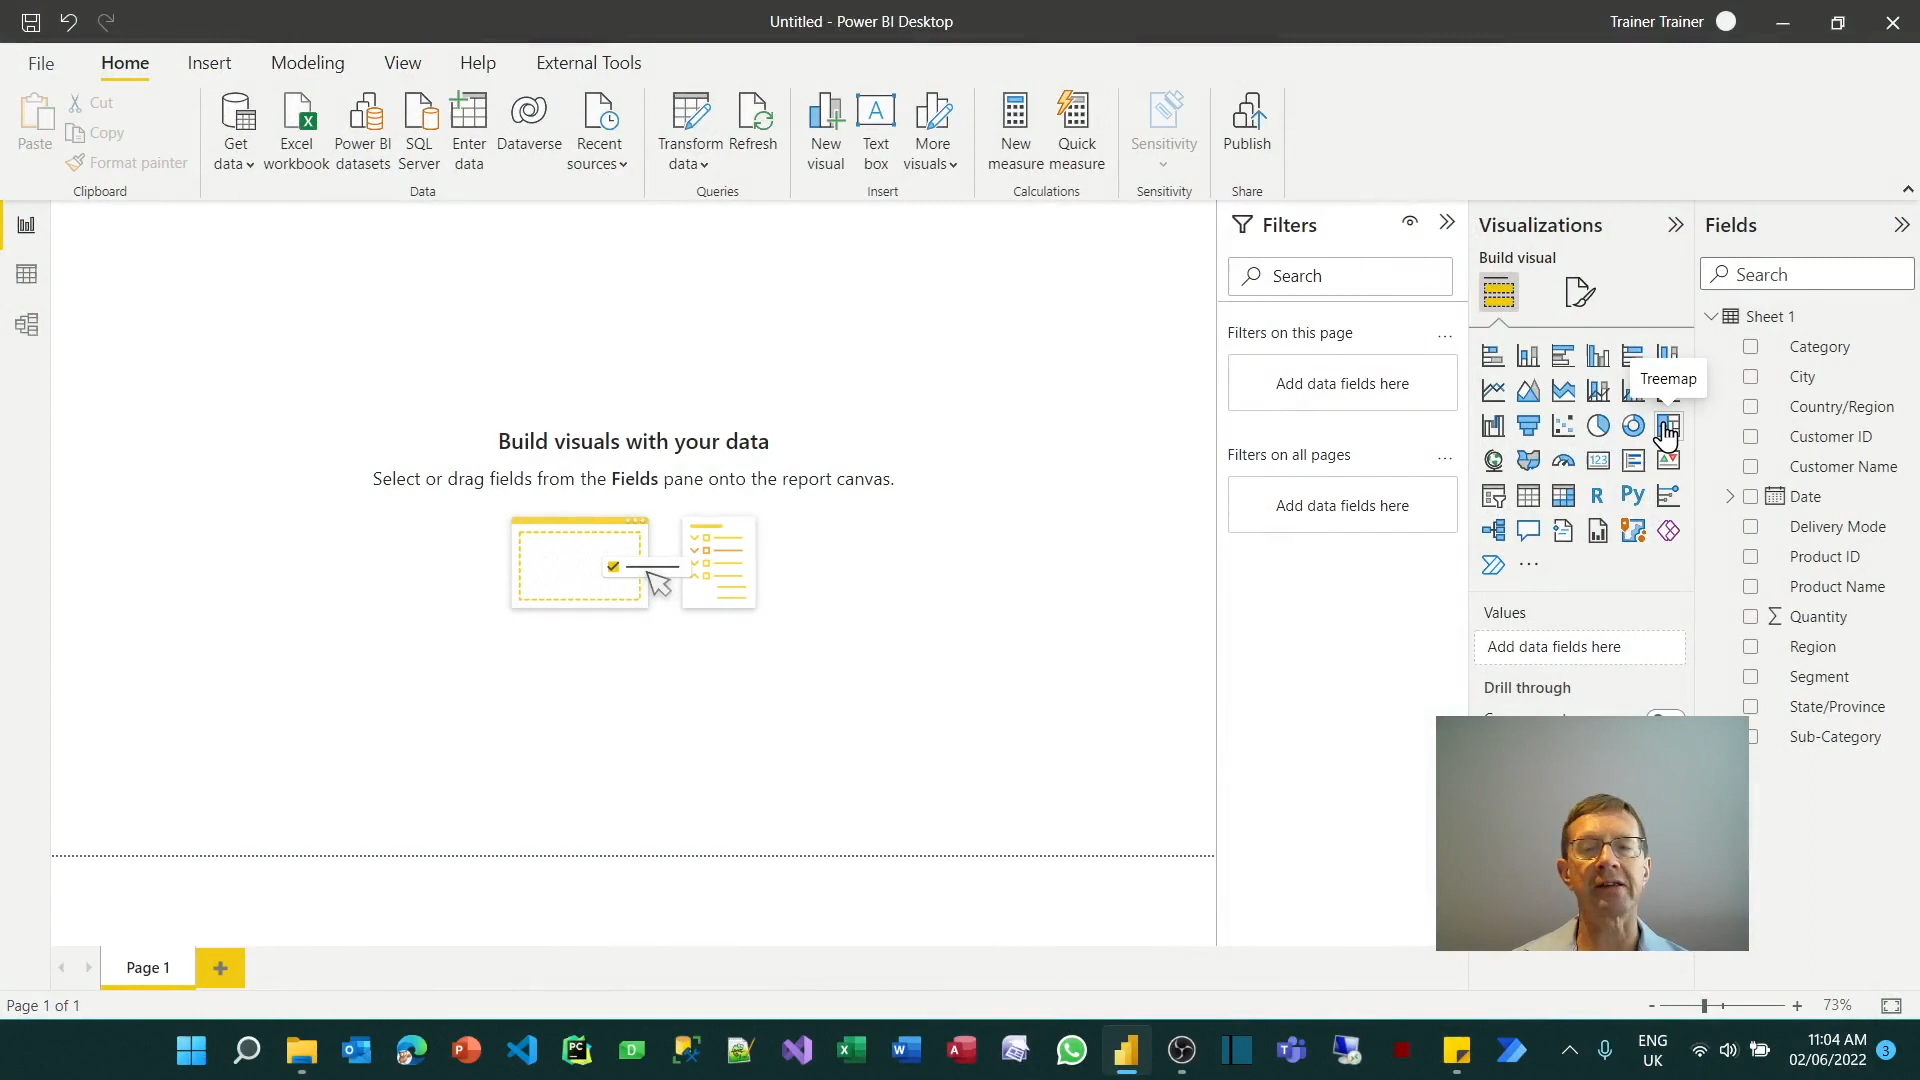 Untitled - Power BI Desktop
Trainer Trainer
File
Home
Insert
Modeling
View
Help
External Tools
Paste
Cut
Copy
Format painter
Clipboard
Get
data
Excel
workbook
Power BI
datasets
SQL
Server
Enter
data
Dataverse
Recent
sources
Data
Transform
data
Refresh
Queries
New
visual
A
Text
box
More
visuals
Insert
New
measure
Quick
measure
Calculations
Sensitivity
Sensitivity
Publish
Share
Filters
Search
Filters on this page
...
Add data fields here
Filters on all pages
...
Add data fields here
Visualizations
Build visual
Treemap
123
R
Py
...
Values
Add data fields here
Drill through
Fields
Search
Sheet 1
Category
City
Country/Region
Customer ID
Customer Name
Date
Delivery Mode
Product ID
Product Name
Σ Quantity
Region
Segment
State/Province
Sub-Category
Build visuals with your data
Select or drag fields from the Fields pane onto the report canvas.
Page 1
+
Page 1 of 1
- + 73%
ENG
UK
11:04 AM
02/06/2022
3